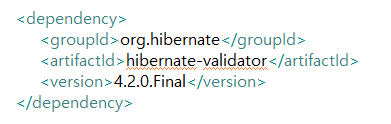 <dependency>
<groupId>org.hibernate</groupId>
<artifactId>hibernate-validator</artifactId>
<version>4.2.0.Final</version>
</dependency>